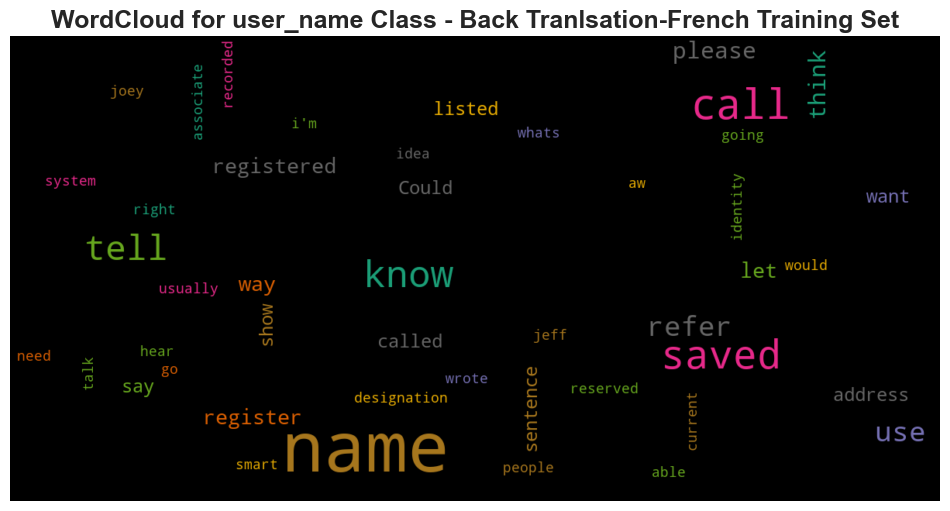 WordCloud for user_name Class - Back Tranlsation-French Training Set
please
call
think
joey
associate
recorded
listed
i'm
whats
going
registered
idea
Could
system
aw
identity
want
right
tell
know
let
would
usually
way
show
refer
saved
called
jeff
need
hear
go
talk
say
wrote
designation
sentence
reserved
address
current
register
name
use
smart
people
able